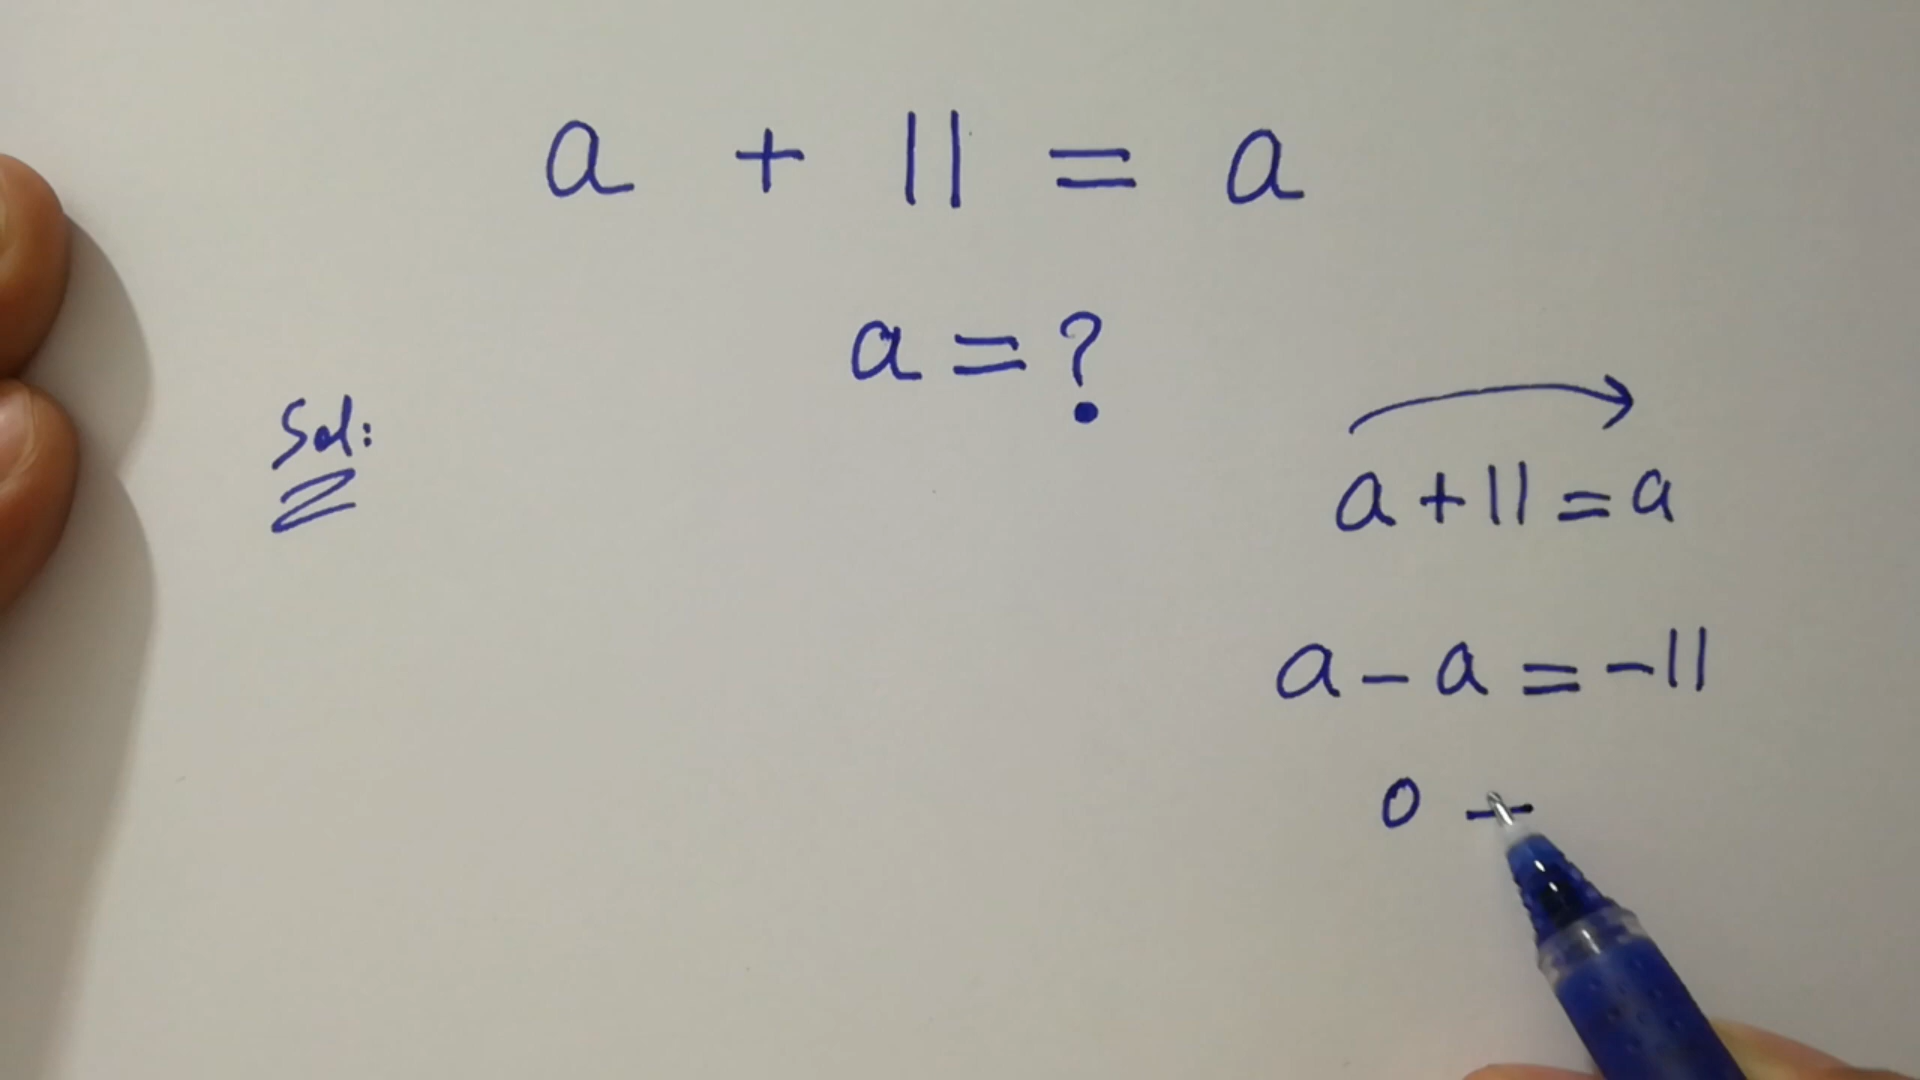 a + 11 = a
a = ?
Sol:
a + 11 = a
a - a = -11
0 -